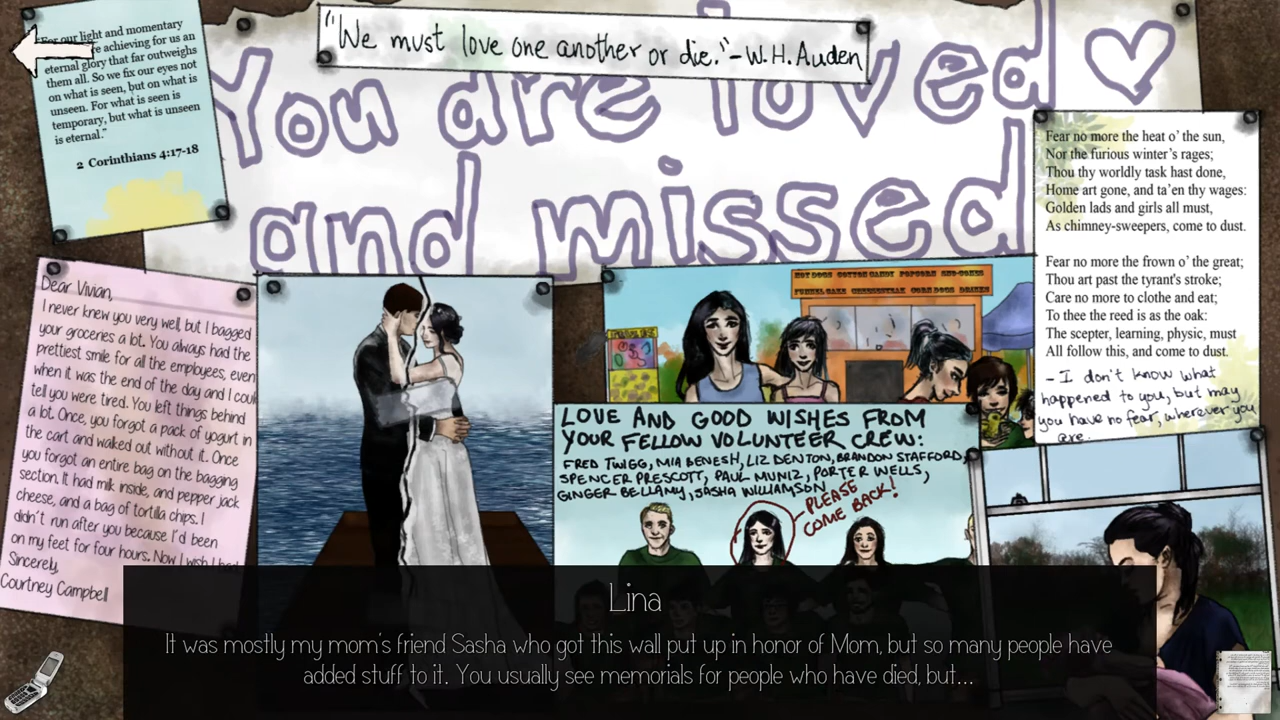 For our light and momentary
are achieving for us an
eternal glory that far outweighs
them all. So we fix our eyes not
on what is seen, but on what is
unseen. For what is seen is
temporary, but what is unseen
is eternal."
2 Corinthians 4:17-18
"We must love one another or die."-W.H.Auden
You are loved
and missed
Fear no more the heat o' the sun,
Nor the furious winter's rages;
Thou thy worldly task hast done,
Home art gone, and ta'en thy wages:
Golden lads and girls all must,
As chimney-sweepers, come to dust.
Fear no more the frown o' the great;
Thou art past the tyrant's stroke;
Care no more to clothe and eat;
To thee the reed is as the oak:
The scepter, learning, physic, must
All follow this, and come to dust.
- I don't know what
happened to you, but may
you have no fear, wherever you
are.
Dear Vivian,
I never knew you very well, but I bagged
your groceries a lot. You always had the
prettiest smile for all the employees, even
when it was the end of the day and I could
tell you were tired. You left things behind
a lot. Once, you forgot a pack of yogurt in
the cart and walked out without it. Once
you forgot an entire bag on the bagging
section. It had milk inside, and pepper jack
cheese, and a bag of tortilla chips. I
didn't run after you because I'd been
on my feet for four hours. Now I wish I had.
Sincerely,
Courtney Campbell
HOT DOGS COTTON CANDY POPCORN SNO-CONES
FUNNEL CAKE CHEESESTEAK CORN DOGS DRINKS
LOVE AND GOOD WISHES FROM
YOUR FELLOW VOLUNTEER CREW:
FRED TWIGG, MIA BENESH, LIZ DENTON, BRANDON STAFFORD,
SPENCER PRESCOTT, PAUL MUNIZ, PORTER WELLS,
GINGER BELLAMY, SASHA WILLIAMSON
- PLEASE
COME BACK!
Lina
It was mostly my mom's friend Sasha who got this wall put up in honor of Mom, but so many people have
added stuff to it. You usually see memorials for people who have died, but...